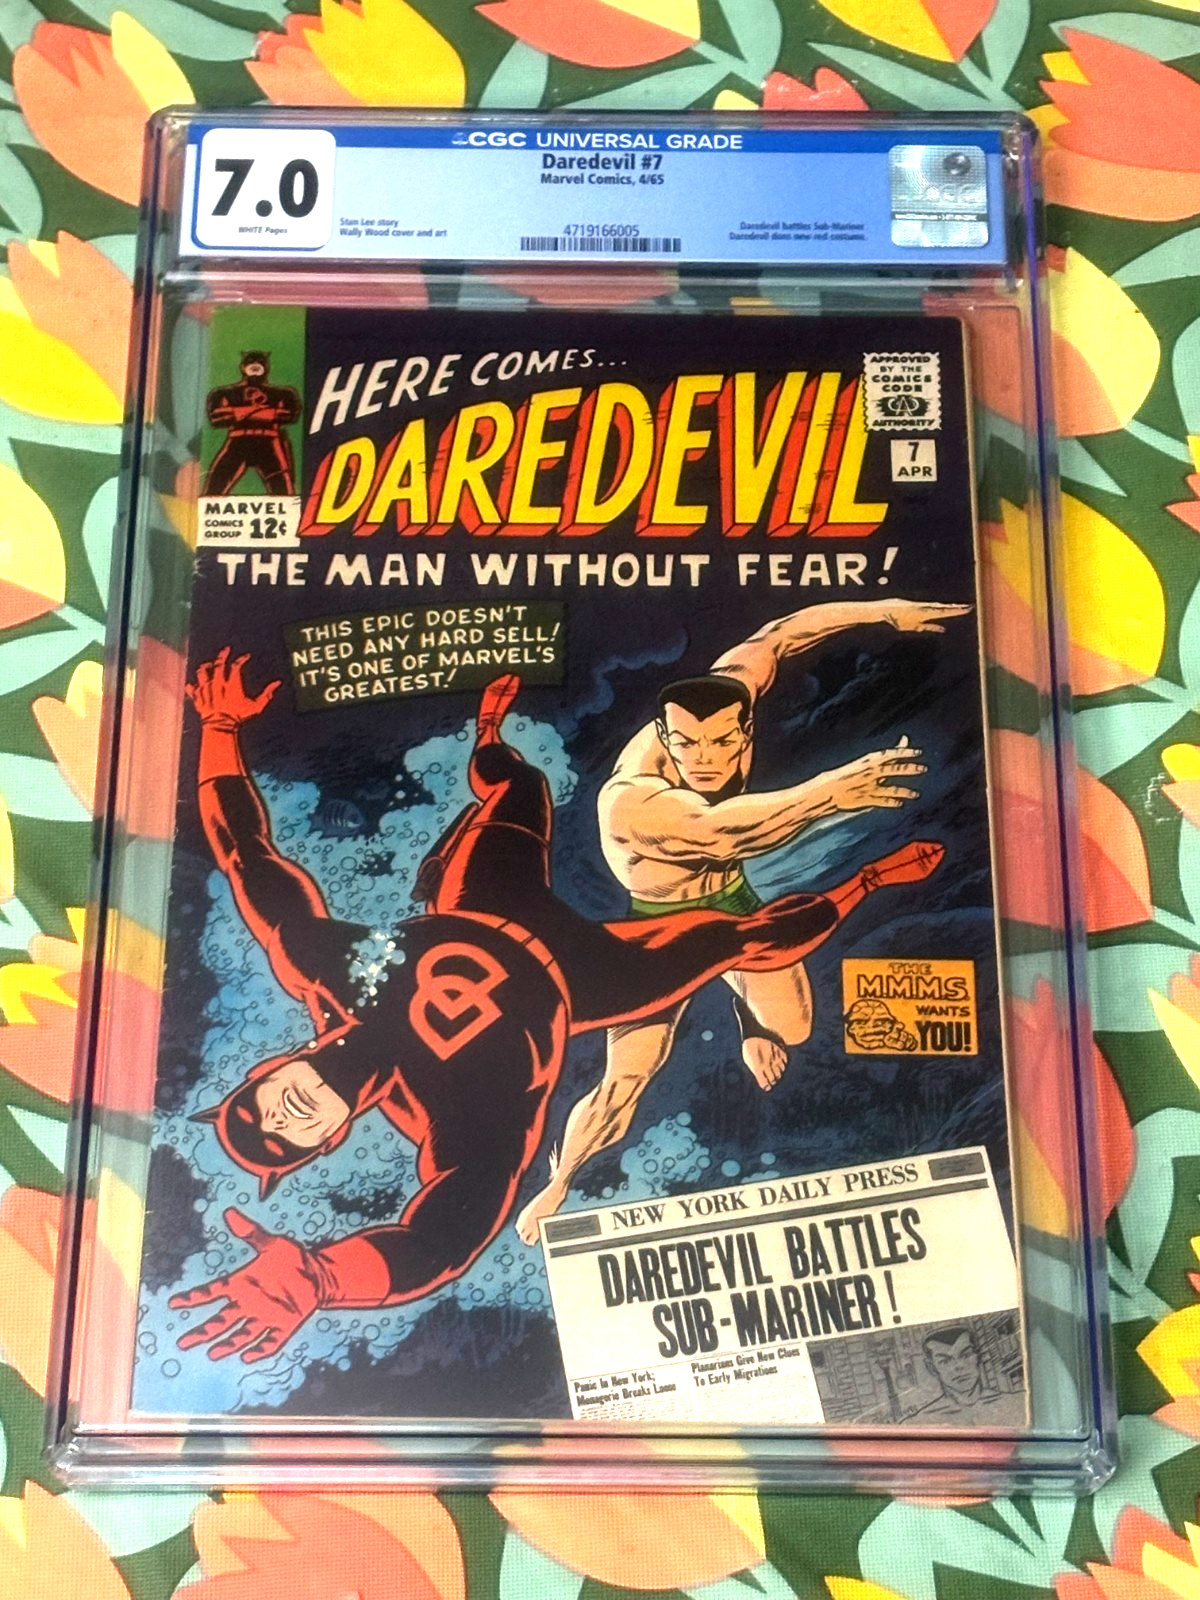 CGC UNIVERSAL GRADE
7.0
WHITE Pages
Daredevil #7
Marvel Comics, 4/65
Stan Lee story
Wally Wood cover and art
4719166005
Daredevil battles Sub-Mariner.
Daredevil dons new red costume.
CGC
HERE COMES...
DAREDEVIL
THE MAN WITHOUT FEAR!
APPROVED
BY THE
COMICS
CODE
CA
AUTHORITY
7
APR
MARVEL
COMICS
GROUP 12¢
THIS EPIC DOESN'T
NEED ANY HARD SELL!
IT'S ONE OF MARVEL'S
GREATEST!
DD
THE
M.M.M.S.
WANTS
YOU!
NEW YORK DAILY PRESS
DAREDEVIL BATTLES
SUB-MARINER!
Panic In New York;
Menagerie Breaks Loose
Planarians Give New Clues
To Early Migrations